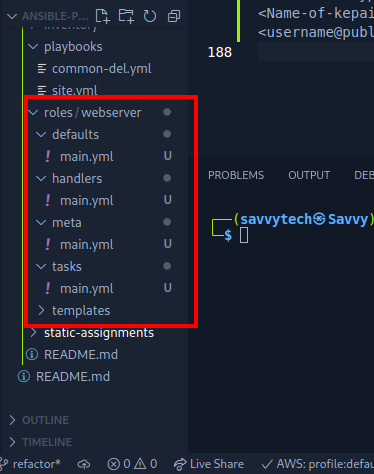 ANSIBLE-P...
inventory
playbooks
common-del.yml
site.yml
roles/webserver
defaults
! main.yml U
handlers
! main.yml U
meta
! main.yml U
tasks
! main.yml U
templates
static-assignments
README.md
README.md
OUTLINE
TIMELINE
<Name-of-kepai
<username@publ
188
PROBLEMS OUTPUT DEB
(savvytech㉿Savvy)
$
refactor* 0 0 Live Share AWS: profile:defau